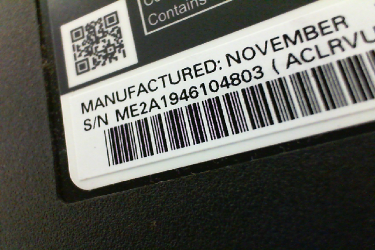 Contains
MANUFACTURED: NOVEMBER
S/N ME2A1946104803 ( ACLRVU